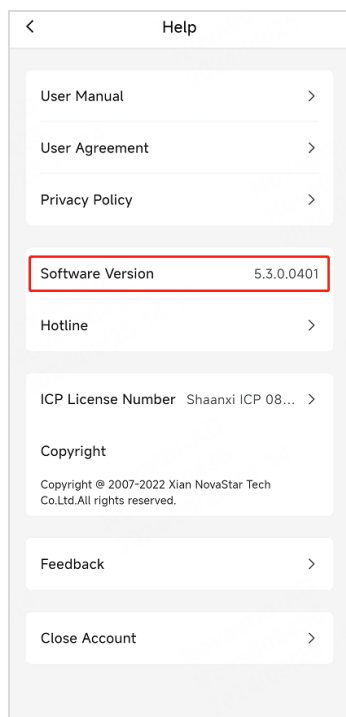 Help
User Manual
User Agreement
Privacy Policy
Software Version 5.3.0.0401
Hotline
ICP License Number Shaanxi ICP 08...
Copyright
Copyright @ 2007-2022 Xian NovaStar Tech
Co.Ltd.All rights reserved.
Feedback
Close Account